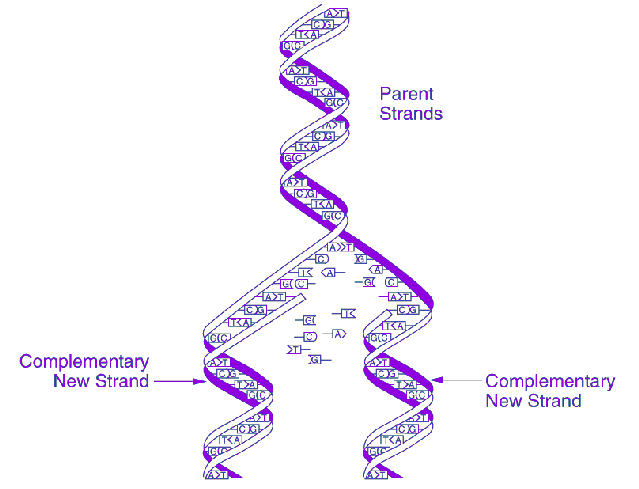 A T
C G
T A
G C
A T
C G
T A
G C
Parent
Strands
A T
C G
T A
G C
A T
C G
T A
G C
A T
C G
T A A
G C G C
A T A T
C G C G
T
G
T A T A
A
G C C G C
T
G
Complementary
New Strand
A T A T
C G C G
T A T A
G C G C
Complementary
New Strand
A T A T
C G C G
T A T A
G C G C
A T A T